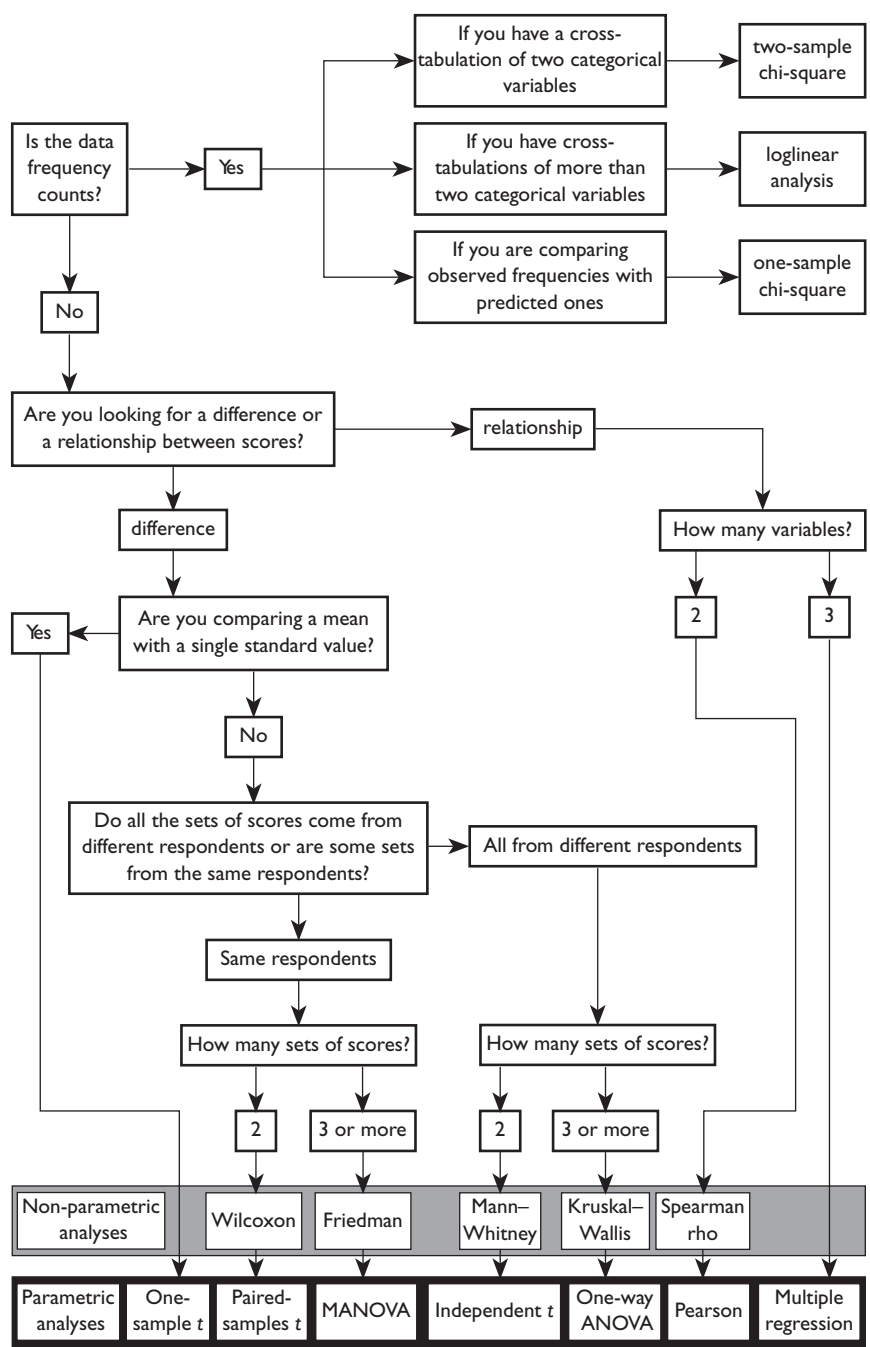 If you have a cross-
tabulation of two categorical
variables
two-sample
chi-square
Is the data
frequency
counts?
Yes
If you have cross-
tabulations of more than
two categorical variables
loglinear
analysis
If you are comparing
observed frequencies with
predicted ones
one-sample
chi-square
No
Are you looking for a difference or
a relationship between scores?
relationship
difference
How many variables?
Yes
Are you comparing a mean
with a single standard value?
2
3
No
Do all the sets of scores come from
different respondents or are some sets
from the same respondents?
All from different respondents
Same respondents
How many sets of scores?
How many sets of scores?
2
3 or more
2
3 or more
Non-parametric
analyses
Wilcoxon
Friedman
Mann–
Whitney
Kruskal–
Wallis
Spearman
rho
Parametric
analyses
One-
sample t
Paired-
samples t
MANOVA
Independent t
One-way
ANOVA
Pearson
Multiple
regression